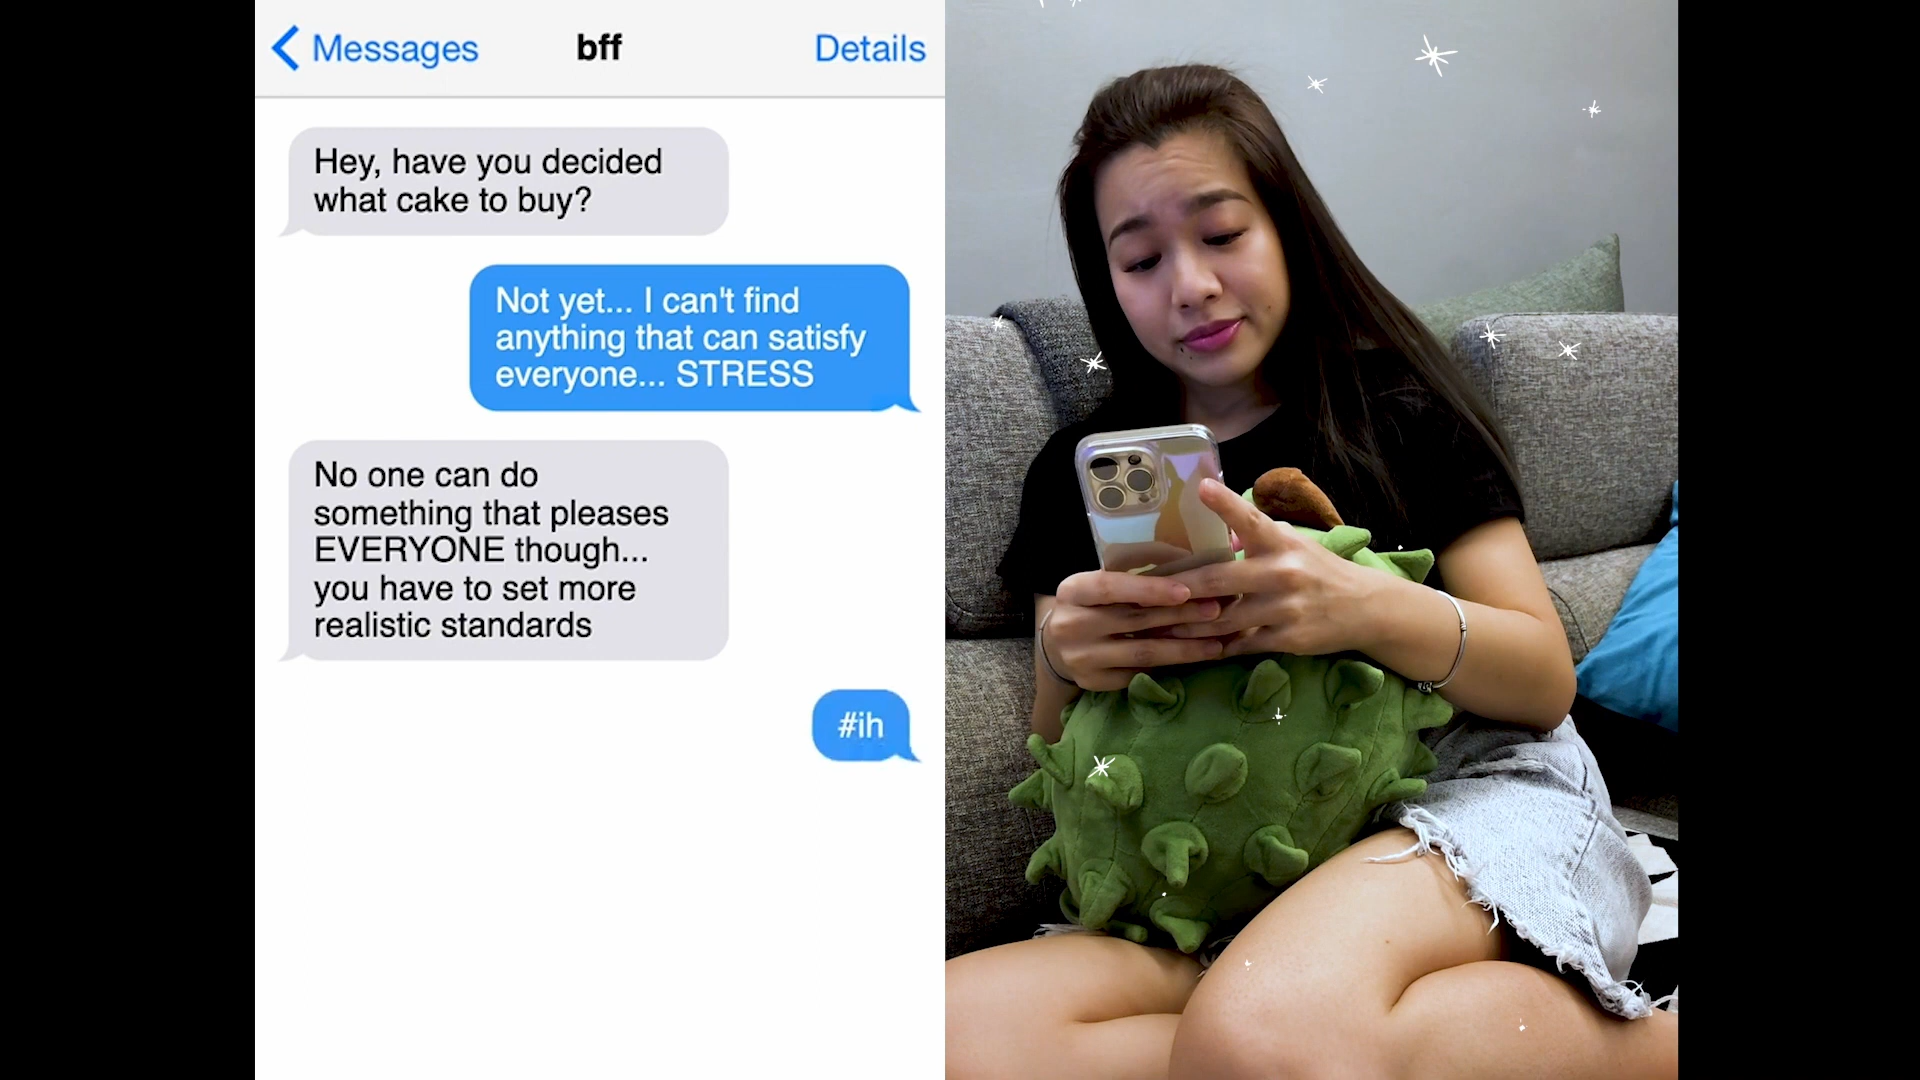 Messages bff Details
Hey, have you decided
what cake to buy?
Not yet... I can't find
anything that can satisfy
everyone... STRESS
No one can do
something that pleases
EVERYONE though...
you have to set more
realistic standards
#ih